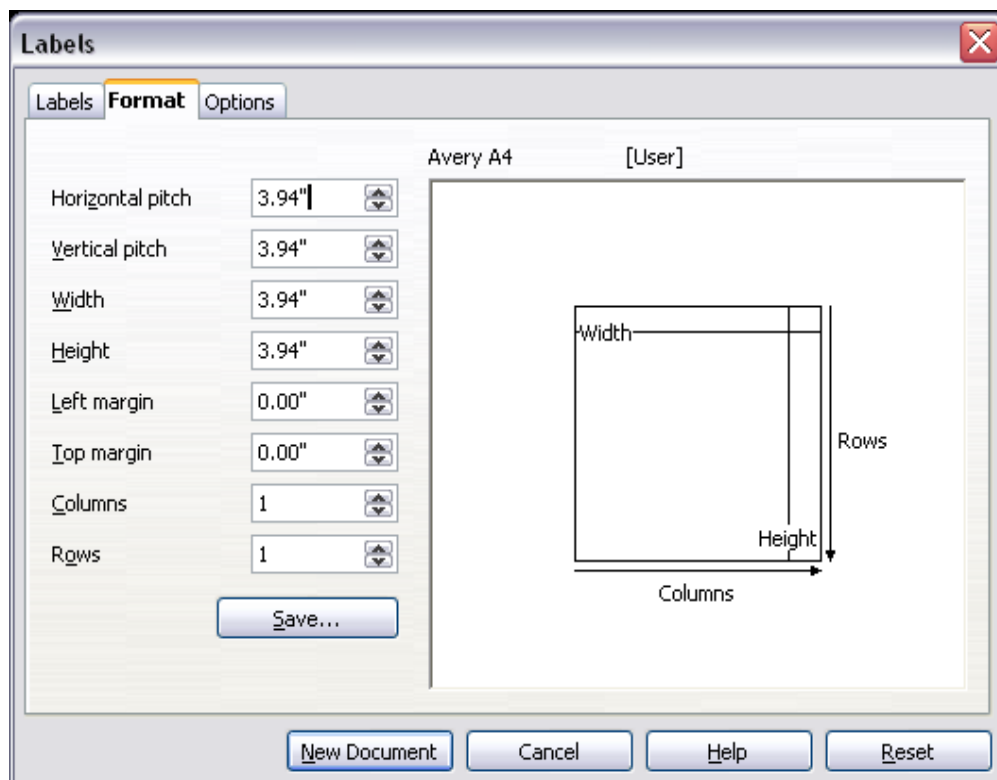 Labels
Labels Format Options
Avery A4 [User]
Horizontal pitch 3.94"
Vertical pitch 3.94"
Width 3.94"
Height 3.94"
Left margin 0.00"
Top margin 0.00"
Columns 1
Rows 1
Save...
Width
Rows
Height
Columns
New Document Cancel Help Reset